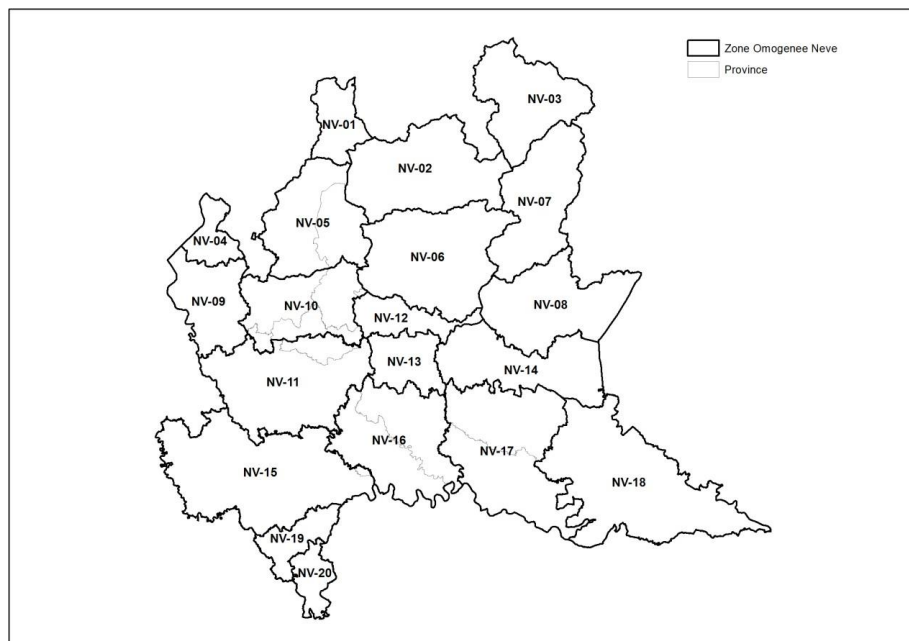 Zone Omogenee Neve
Province
NV-03
NV-01
NV-02
NV-07
NV-05
NV-04
NV-06
NV-09
NV-10
NV-08
NV-12
NV-13
NV-14
NV-11
NV-16
NV-17
NV-15
NV-18
NV-19
NV-20